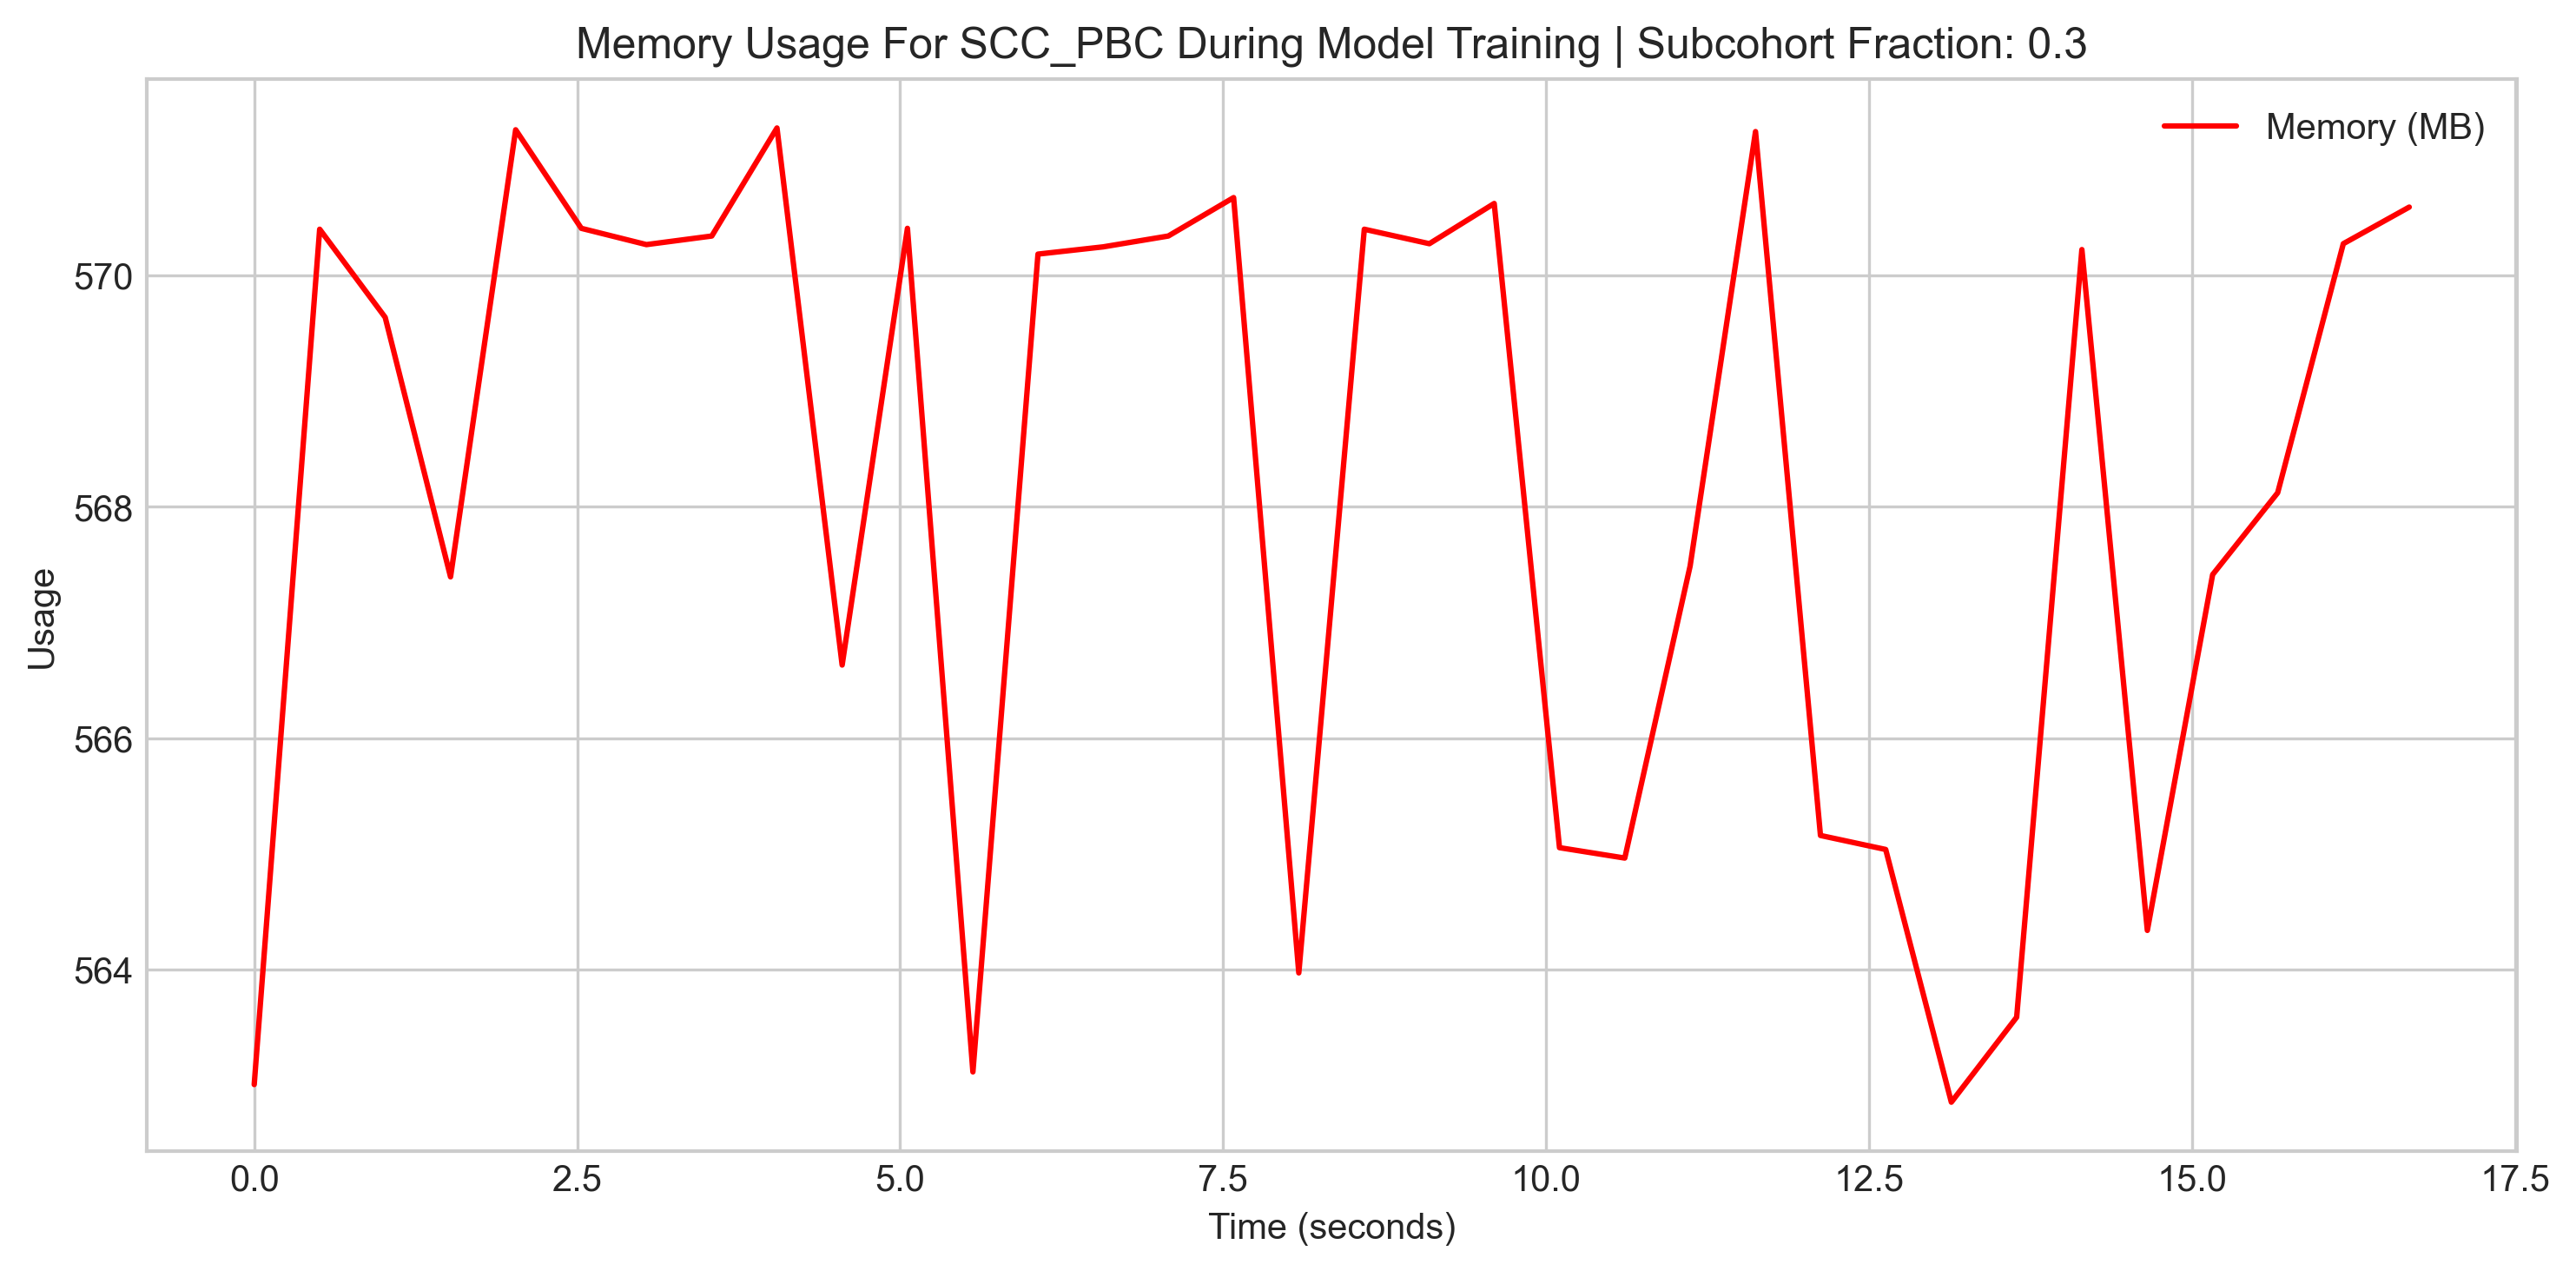 Memory Usage For SCC_PBC During Model Training | Subcohort Fraction: 0.3
Memory (MB)
570
568
566
564
Usage
0.0 2.5 5.0 7.5 10.0 12.5 15.0 17.5
Time (seconds)